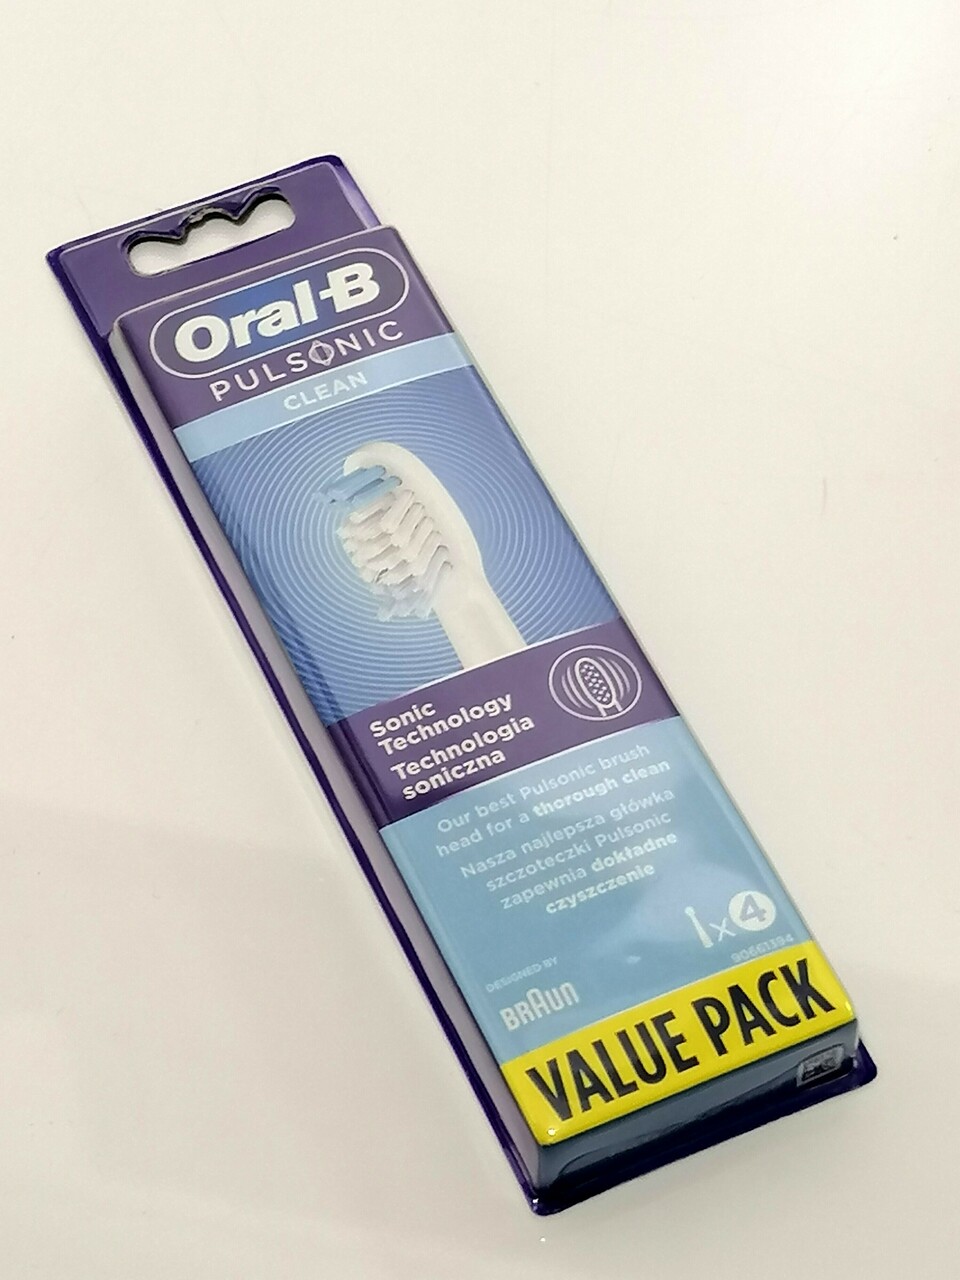 Oral-B
PULSONIC
CLEAN
Sonic
Technology
Technologia
soniczna
Our best Pulsonic brush
head for a thorough clean
Nasza najlepsza główka
szczoteczki Pulsonic
zapewnia dokładne
czyszczenie
x4
90661394
DESIGNED BY
BRAUN
VALUE PACK